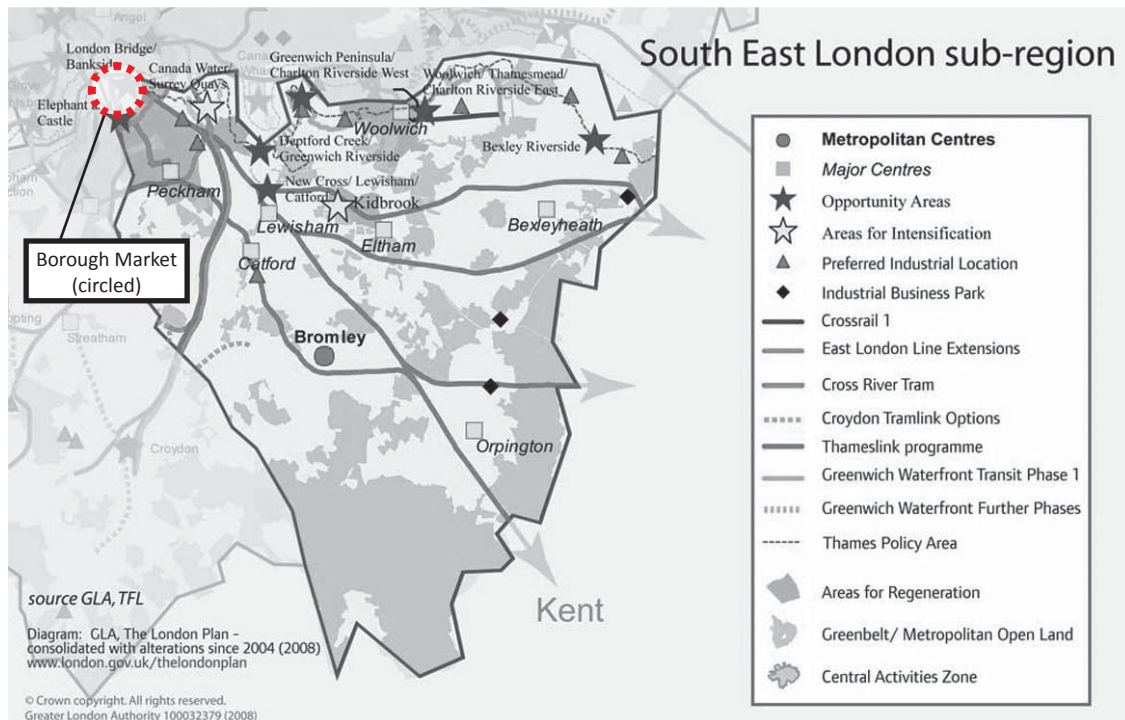 South East London sub-region
Angel
London Bridge/
Bankside
Canada Water/
Surrey Quays
Greenwich Peninsula/
Charlton Riverside West
Woolwich/ Thamesmead/
Charlton Riverside East
Elephant
Castle
Woolwich
Deptford Creek/
Greenwich Riverside
Bexley Riverside
Peckham
New Cross/ Lewisham/
Catford
Kidbrook
Lewisham
Eltham
Bexleyheath
Catford
Borough Market
(circled)
Streatham
Bromley
Orpington
Croydon
Kent
Metropolitan Centres
Major Centres
Opportunity Areas
Areas for Intensification
Preferred Industrial Location
Industrial Business Park
Crossrail 1
East London Line Extensions
Cross River Tram
Croydon Tramlink Options
Thameslink programme
Greenwich Waterfront Transit Phase 1
Greenwich Waterfront Further Phases
Thames Policy Area
Areas for Regeneration
Greenbelt/ Metropolitan Open Land
Central Activities Zone
source GLA, TFL
Diagram: GLA, The London Plan -
consolidated with alterations since 2004 (2008)
www.london.gov.uk/thelondonplan
© Crown copyright. All rights reserved.
Greater London Authority 100032379 (2008)